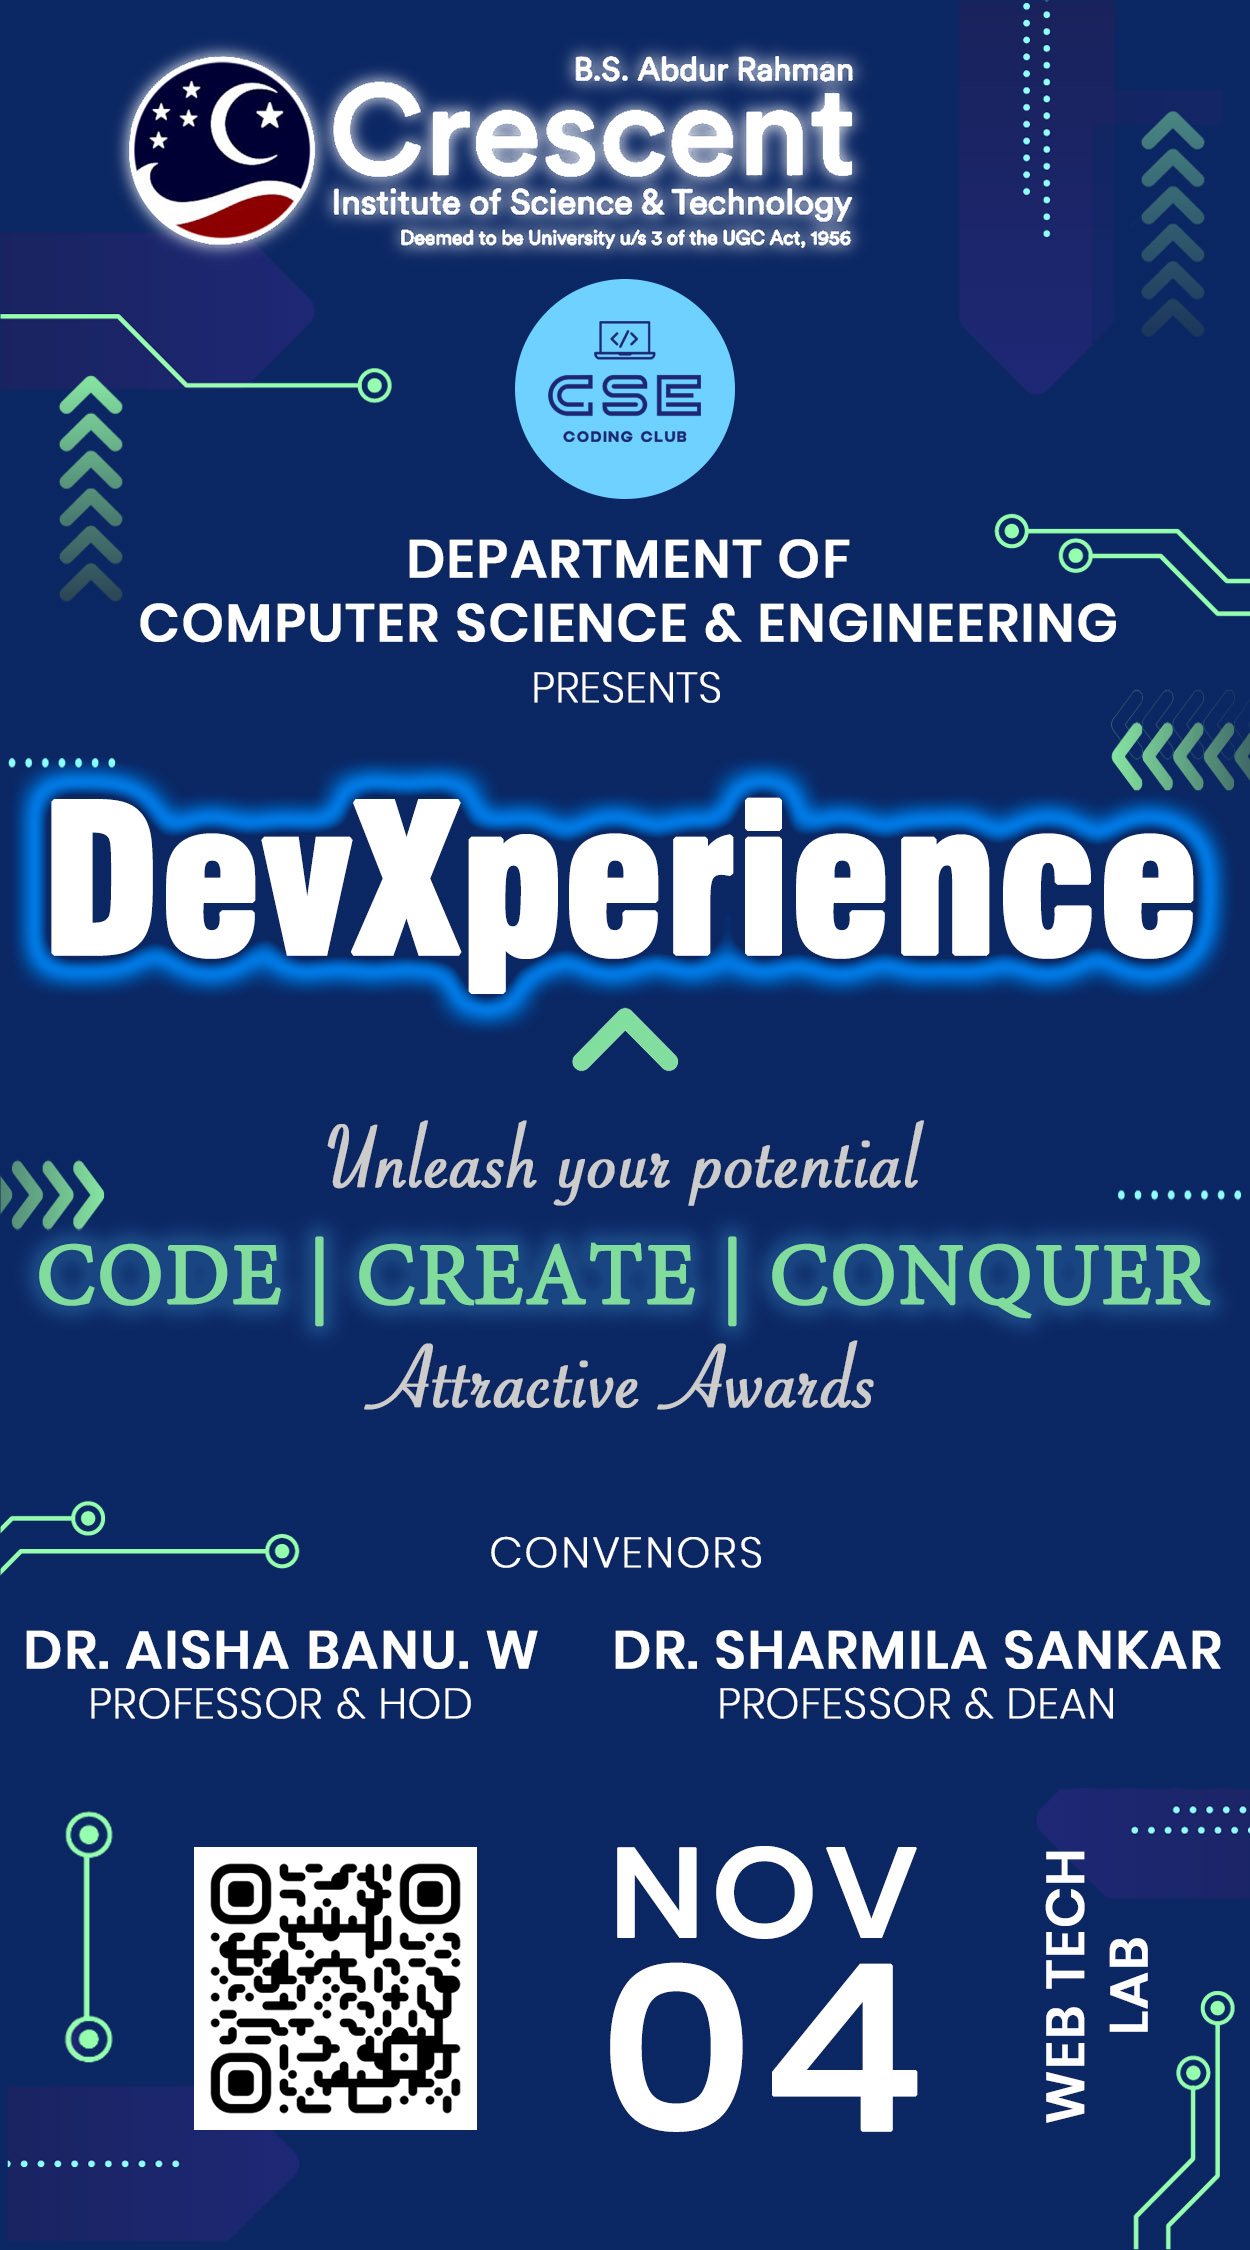 B.S. Abdur Rahman
Crescent
Institute of Science & Technology
Deemed to be University u/s 3 of the UGC Act, 1956
</>
CSE
CODING CLUB
DEPARTMENT OF
COMPUTER SCIENCE & ENGINEERING
PRESENTS
DevXperience
Unleash your potential
CODE | CREATE | CONQUER
Attractive Awards
CONVENORS
DR. AISHA BANU. W
PROFESSOR & HOD
DR. SHARMILA SANKAR
PROFESSOR & DEAN
NOV
04
WEB TECH
LAB